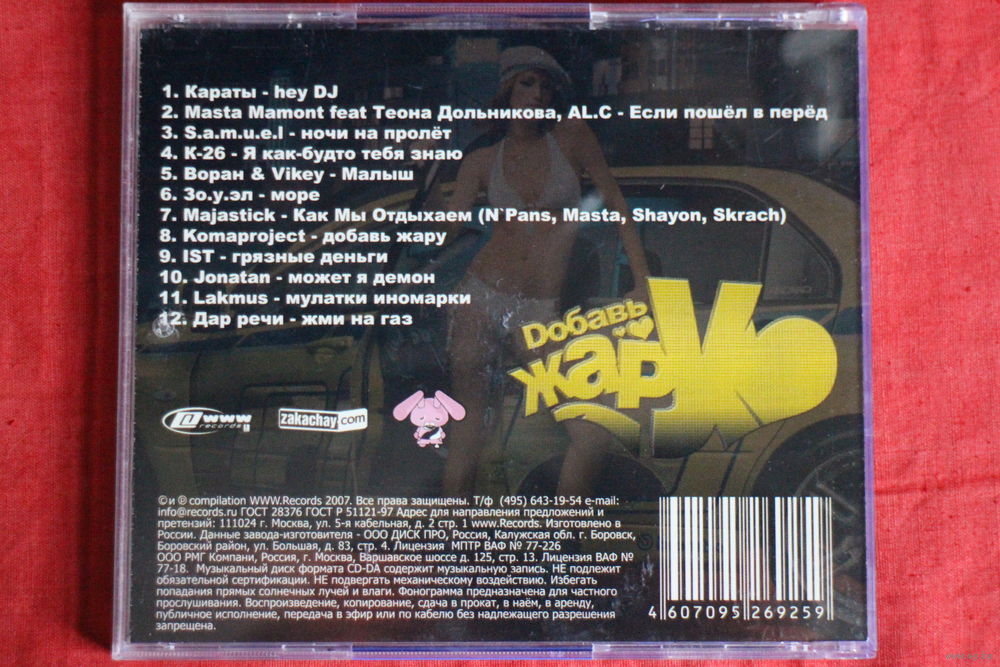 1. Караты - hey DJ
2. Masta Mamont feat Теона Дольникова, AL.C - Если пошёл в перёд
3. S.a.m.u.e.l - ночи на пролёт
4. К-26 - Я как-будто тебя знаю
5. Воран & Vikey - Малыш
6. Зо.у.эл - море
7. Majastick - Как Мы Отдыхаем (N`Pans, Masta, Shayon, Skrach)
8. Komaproject - добавь жару
9. IST - грязные деньги
10. Jonatan - может я демон
11. Lakmus - мулатки иномарки
12. Дар речи - жми на газ
Добавь
жару
www
records
zakachay.com
© и ℗ compilation WWW.Records 2007. Все права защищены. Т/ф (495) 643-19-54 e-mail:
info@records.ru ГОСТ 28376 ГОСТ Р 51121-97 Адрес для направления предложений и
претензий: 111024 г. Москва, ул. 5-я кабельная, д. 2 стр. 1 www.Records. Изготовлено в
России. Данные завода-изготовителя - ООО ДИСК ПРО, Россия, Калужская обл. г. Боровск,
Боровский район, ул. Большая, д. 83, стр. 4. Лицензия МПТР ВАФ № 77-226
ООО РМГ Компани, Россия, г. Москва, Варшавское шоссе д. 125, стр. 13. Лицензия ВАФ №
77-18. Музыкальный диск формата CD-DA содержит музыкальную запись. НЕ ПОДЛЕЖИТ
обязательной сертификации. НЕ подвергать механическому воздействию. Избегать
попадания прямых солнечных лучей и влаги. Фонограмма предназначена для частного
прослушивания. Воспроизведение, копирование, сдача в прокат, в наём, в аренду,
публичное исполнение, передача в эфир или по кабелю без надлежащего разрешения
запрещена.
4 607095 269259